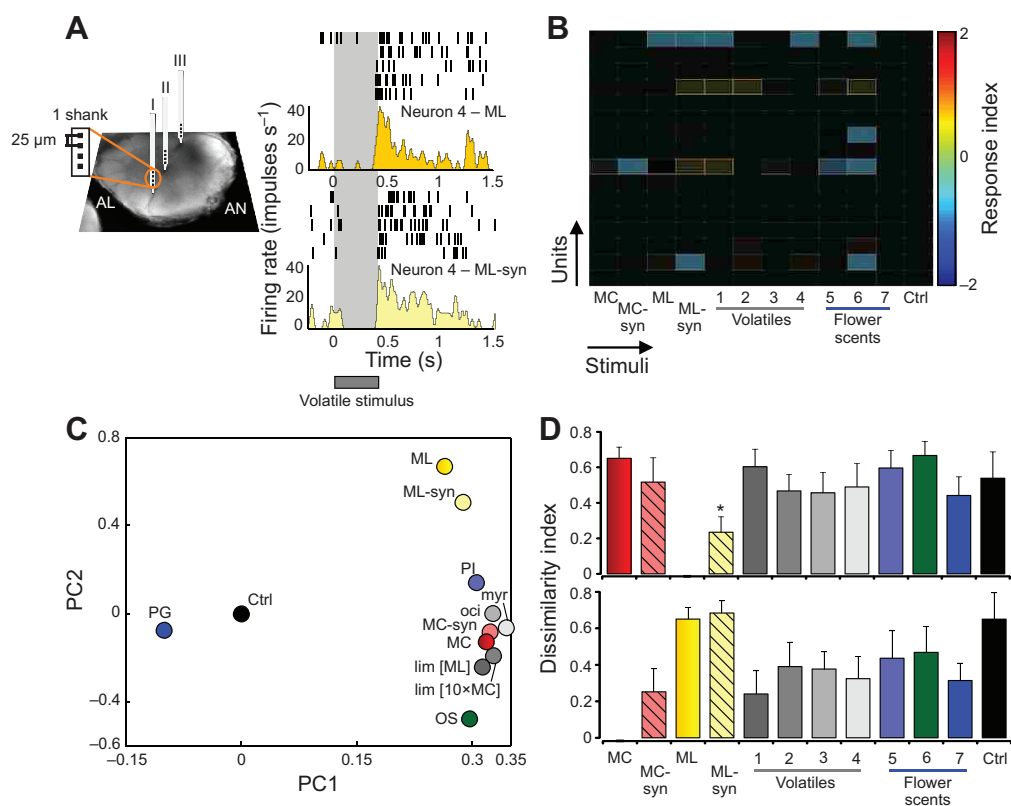 A
1 shank
25 µm
I
II
III
AL
AN
Firing rate (impulses s–1)
40
20
0
Neuron 4 – ML
0
0.5
1.0
1.5
40
20
0
Neuron 4 – ML-syn
0
0.5
1.0
1.5
Time (s)
Volatile stimulus
B
Units
MC
MC-syn
ML
ML-syn
1
2
3
4
Volatiles
5
6
7
Flower scents
Ctrl
Stimuli
2
0
–2
Response index
C
PC2
0.8
0.4
0
–0.4
–0.6
ML
ML-syn
PI
myr
oci
MC-syn
MC
lim [ML]
lim [10×MC]
OS
PG
Ctrl
–0.15
0
0.25
0.35
PC1
D
Dissimilarity index
0.8
0.6
0.4
0.2
0
*
0.8
0.6
0.4
0.2
0
MC
MC-syn
ML
ML-syn
1
2
3
4
Volatiles
5
6
7
Flower scents
Ctrl